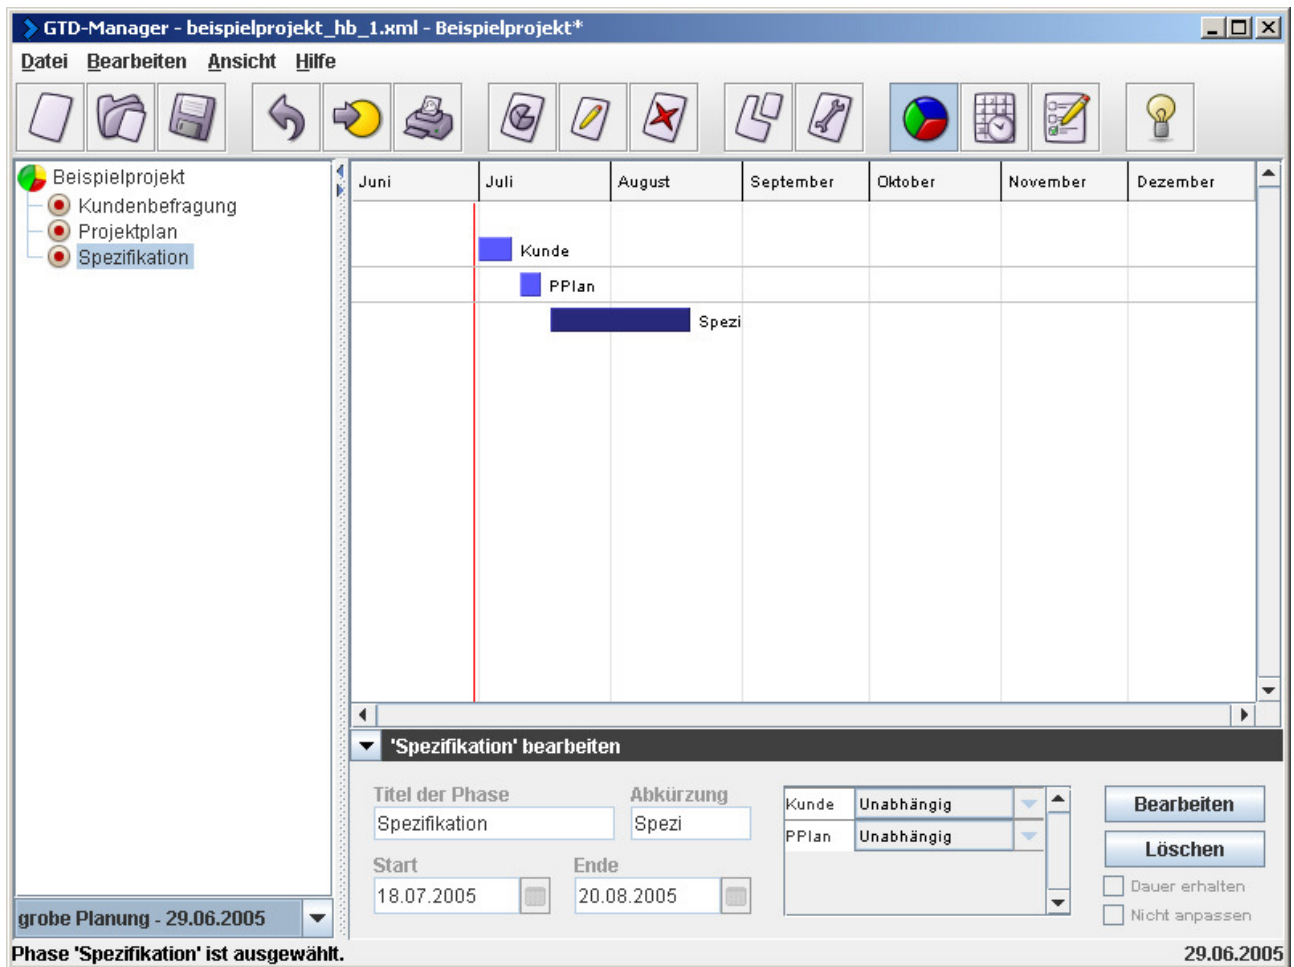 GTD-Manager - beispielprojekt_hb_1.xml - Beispielprojekt*
Datei Bearbeiten Ansicht Hilfe
Beispielprojekt
Kundenbefragung
Projektplan
Spezifikation
Juni Juli August September Oktober November Dezember
Kunde
PPlan
Spezi
'Spezifikation' bearbeiten
Titel der Phase Abkürzung
Spezifikation Spezi
Start Ende
18.07.2005 20.08.2005
Kunde Unabhängig
PPlan Unabhängig
Bearbeiten
Löschen
Dauer erhalten
Nicht anpassen
grobe Planung - 29.06.2005
Phase 'Spezifikation' ist ausgewählt. 29.06.2005